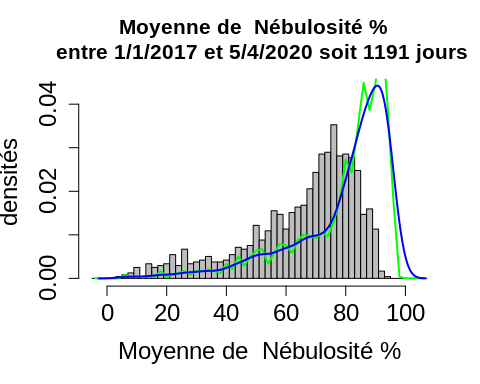 Moyenne de  Nébulosité %
entre 1/1/2017 et 5/4/2020 soit 1191 jours
densités
0.04
0.02
0.00
0 20 40 60 80 100
Moyenne de  Nébulosité %